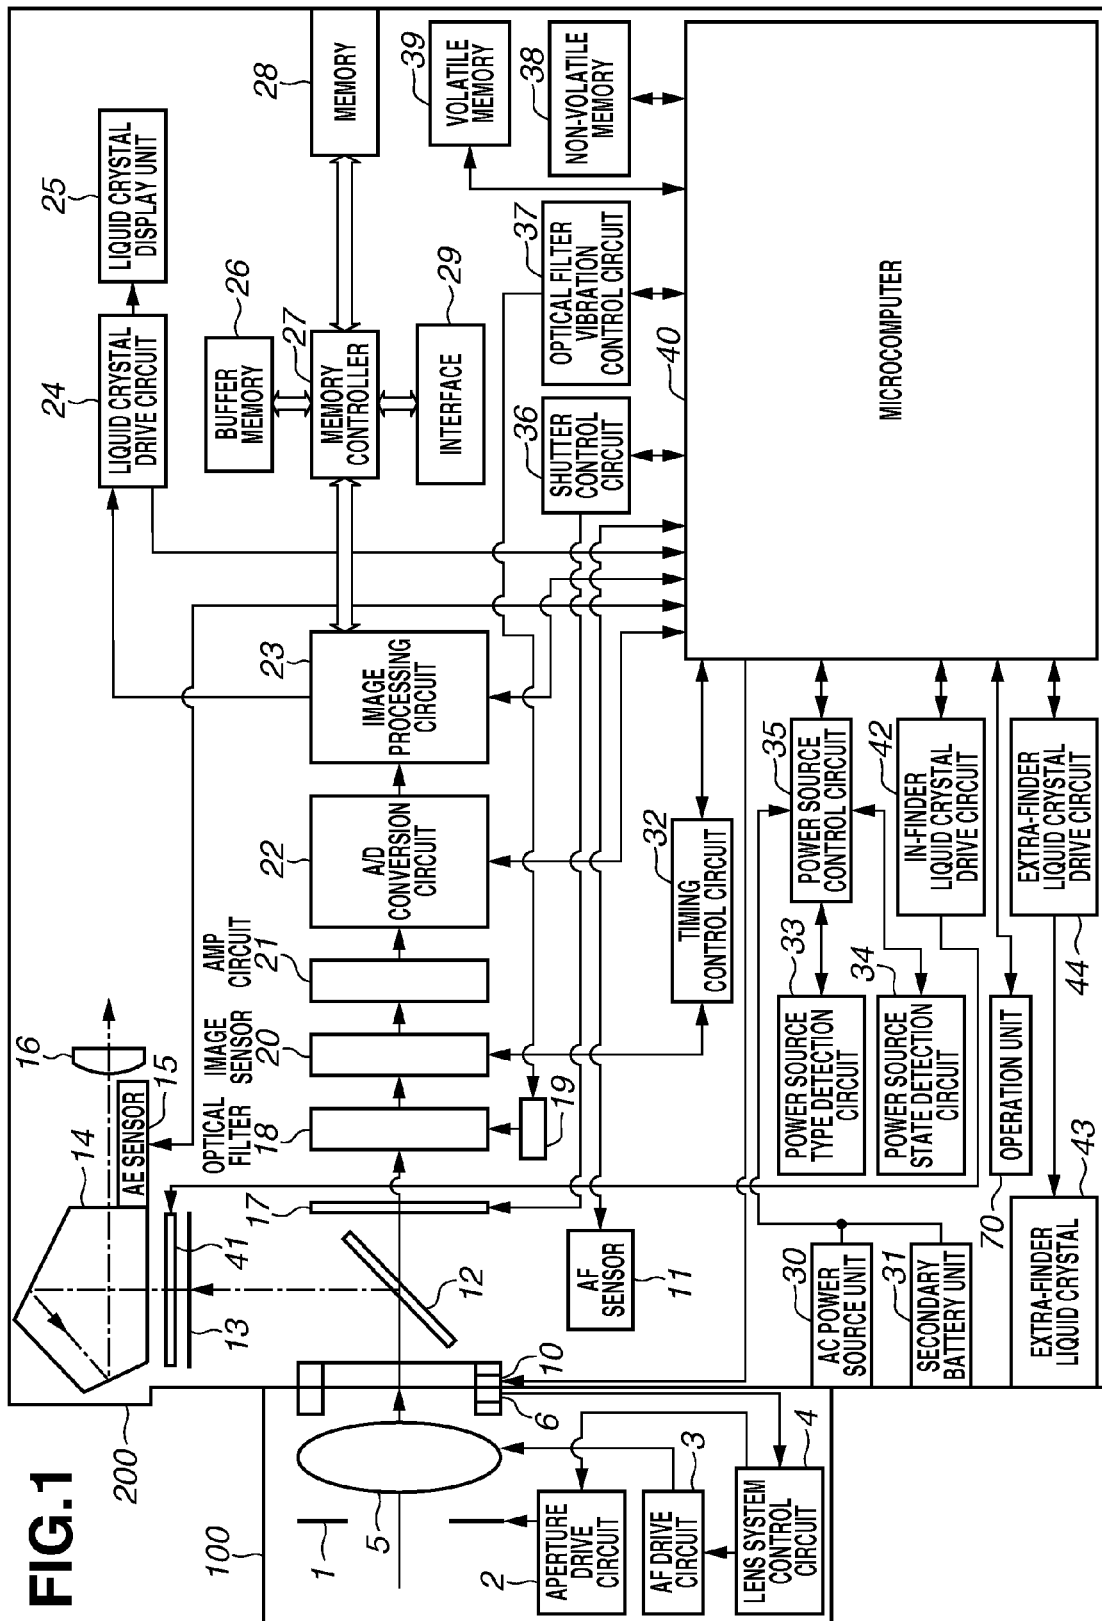 FIG.1
200
100
1
5
2
APERTURE
DRIVE
CIRCUIT
3
AF DRIVE
CIRCUIT
4
LENS SYSTEM
CONTROL
CIRCUIT
6
10
12
13
41
14
AE SENSOR
15
16
17
AF
SENSOR
11
OPTICAL
FILTER
18
19
IMAGE
SENSOR
20
AMP
CIRCUIT
21
22
A/D
CONVERSION
CIRCUIT
23
IMAGE
PROCESSING
CIRCUIT
24
LIQUID CRYSTAL
DRIVE CIRCUIT
25
LIQUID CRYSTAL
DISPLAY UNIT
26
BUFFER
MEMORY
27
MEMORY
CONTROLLER
28
MEMORY
29
INTERFACE
36
SHUTTER
CONTROL
CIRCUIT
37
OPTICAL FILTER
VIBRATION
CONTROL CIRCUIT
38
NON-VOLATILE
MEMORY
39
VOLATILE
MEMORY
40
MICROCOMPUTER
32
TIMING
CONTROL CIRCUIT
33
POWER SOURCE
TYPE DETECTION
CIRCUIT
34
POWER SOURCE
STATE DETECTION
CIRCUIT
35
POWER SOURCE
CONTROL CIRCUIT
42
IN-FINDER
LIQUID CRYSTAL
DRIVE CIRCUIT
EXTRA-FINDER
LIQUID CRYSTAL
DRIVE CIRCUIT
44
OPERATION UNIT
70
30
AC POWER
SOURCE UNIT
31
SECONDARY
BATTERY UNIT
43
EXTRA-FINDER
LIQUID CRYSTAL